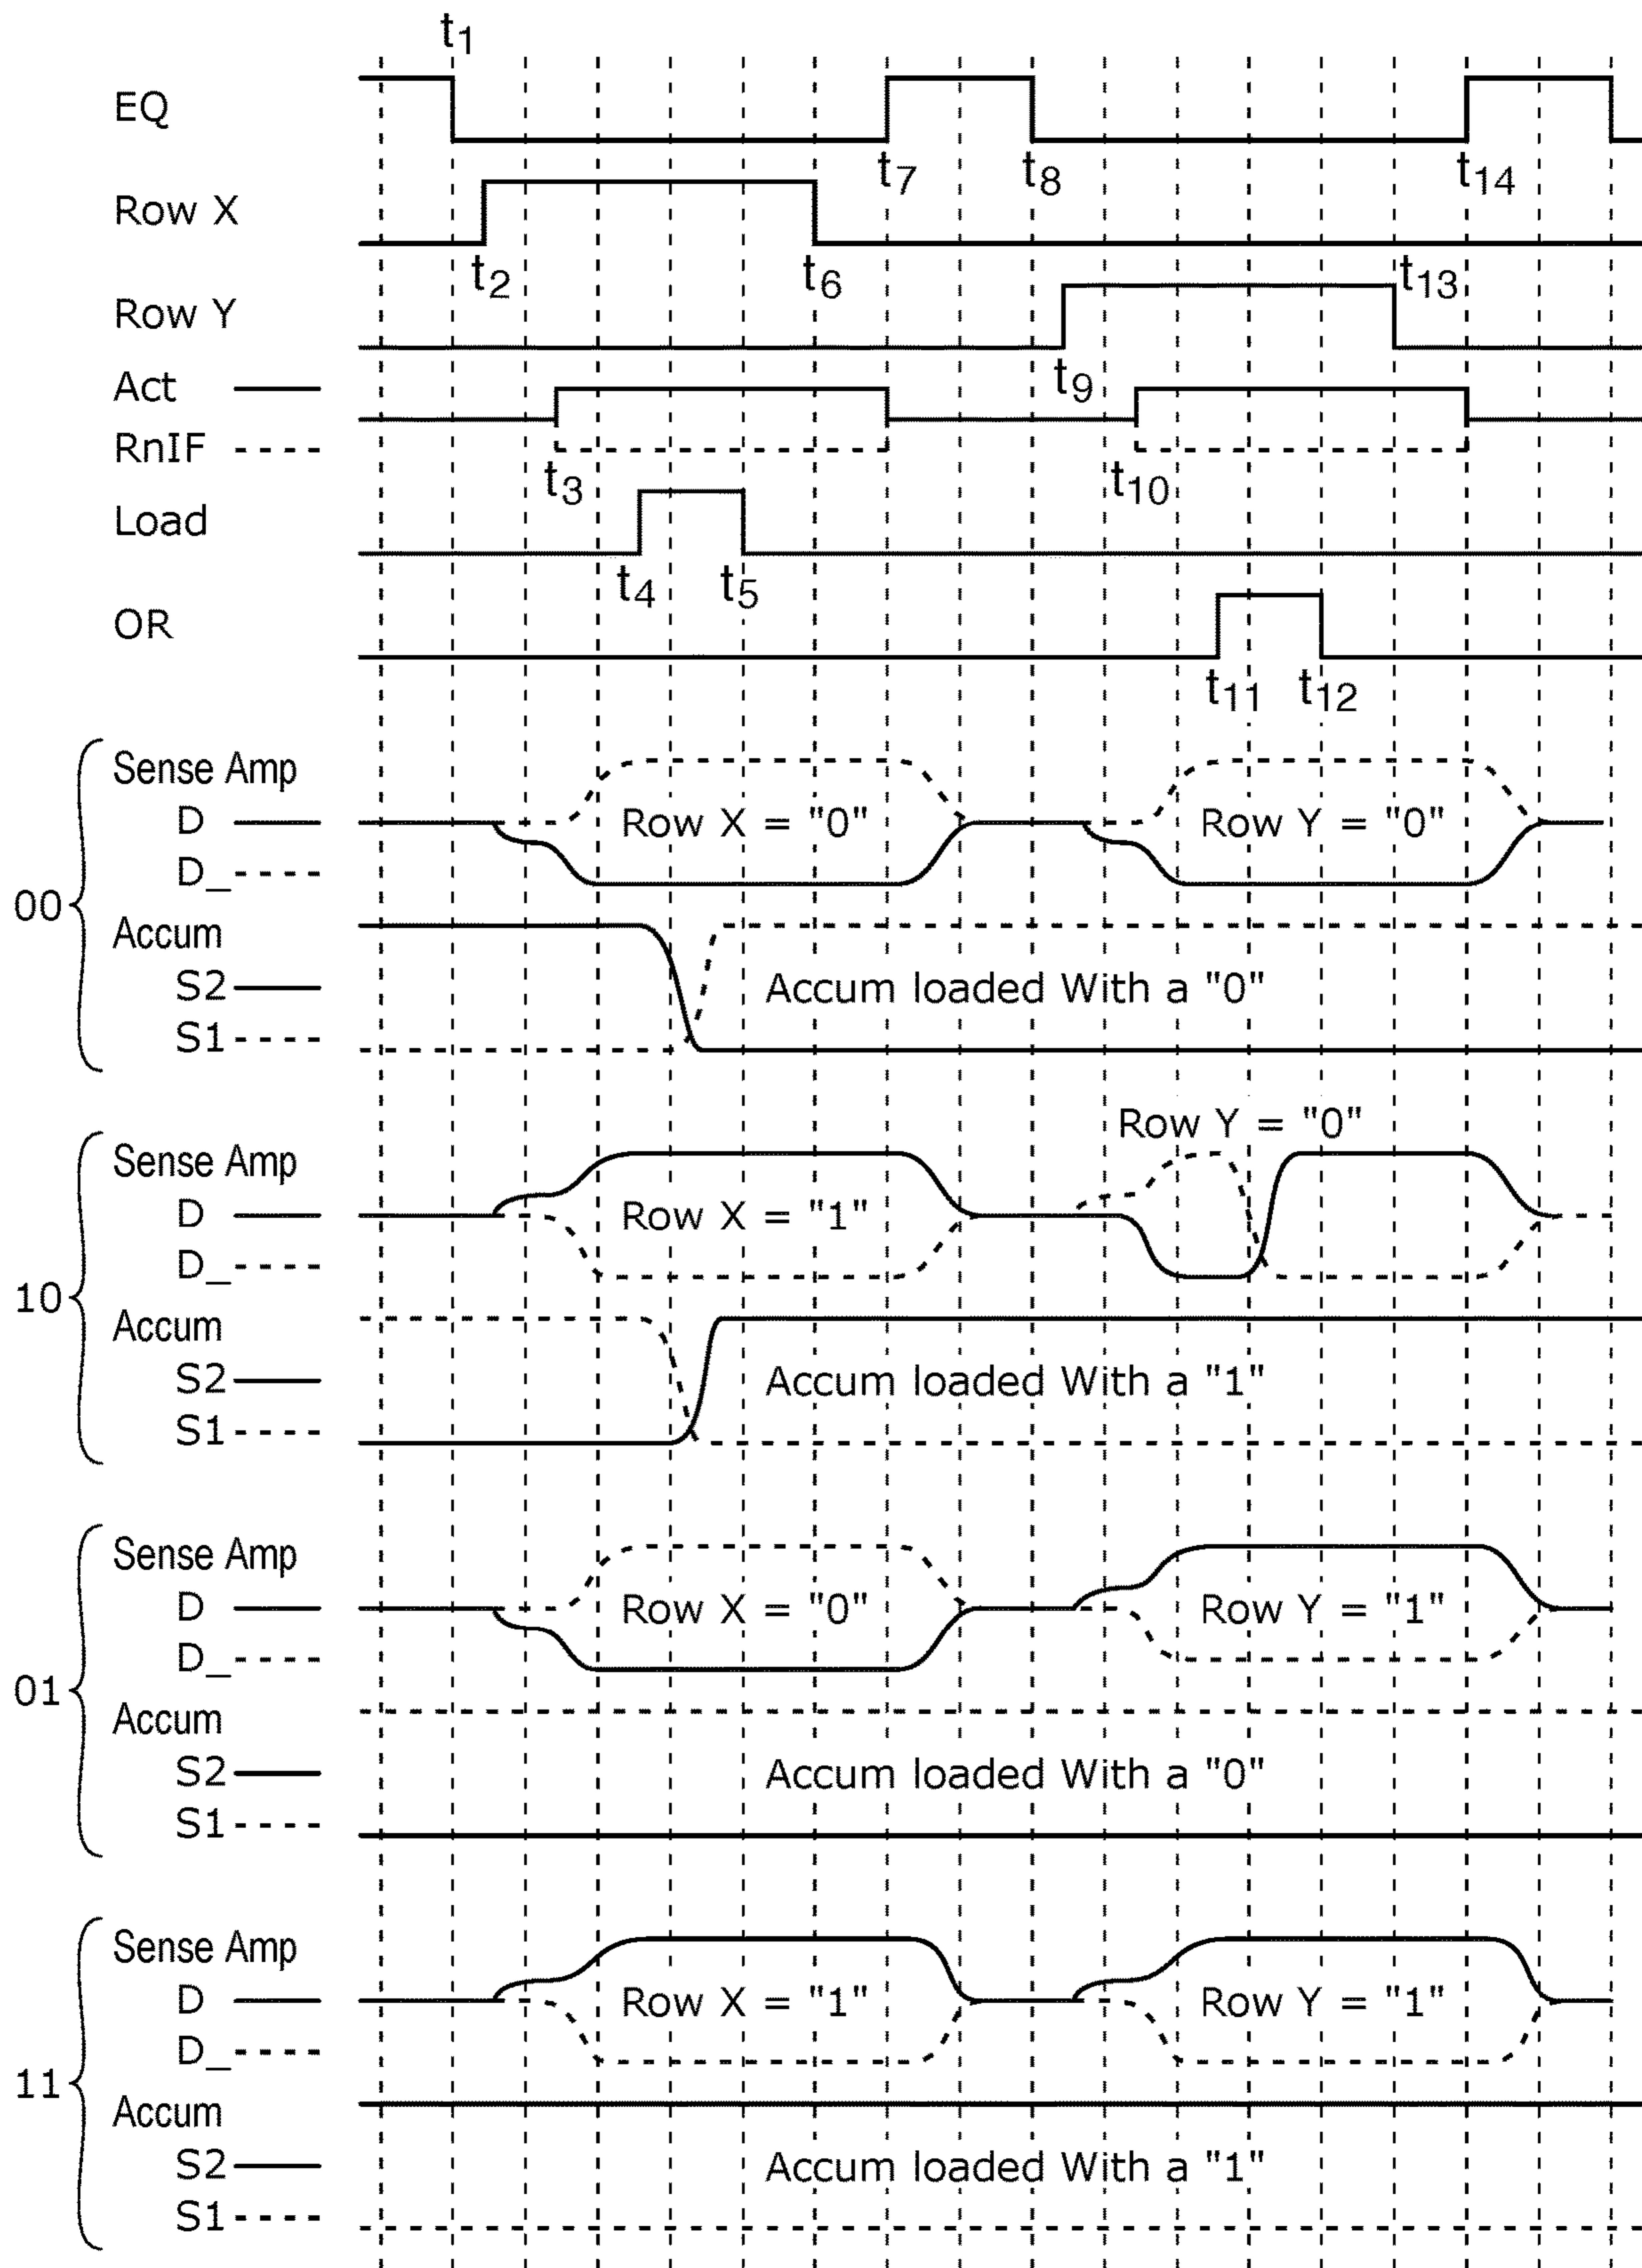 t1
EQ
t7 t8 t14
Row X
t2 t6 t13
Row Y
t9
Act
RnIF
t3 t10
Load
t4 t5
OR
t11 t12
00
Sense Amp
D Row X = "0" Row Y = "0"
D_
Accum
S2 Accum loaded With a "0"
S1
Row Y = "0"
10
Sense Amp
D Row X = "1"
D_
Accum
S2 Accum loaded With a "1"
S1
01
Sense Amp
D Row X = "0" Row Y = "1"
D_
Accum
S2 Accum loaded With a "0"
S1
11
Sense Amp
D Row X = "1" Row Y = "1"
D_
Accum
S2 Accum loaded With a "1"
S1